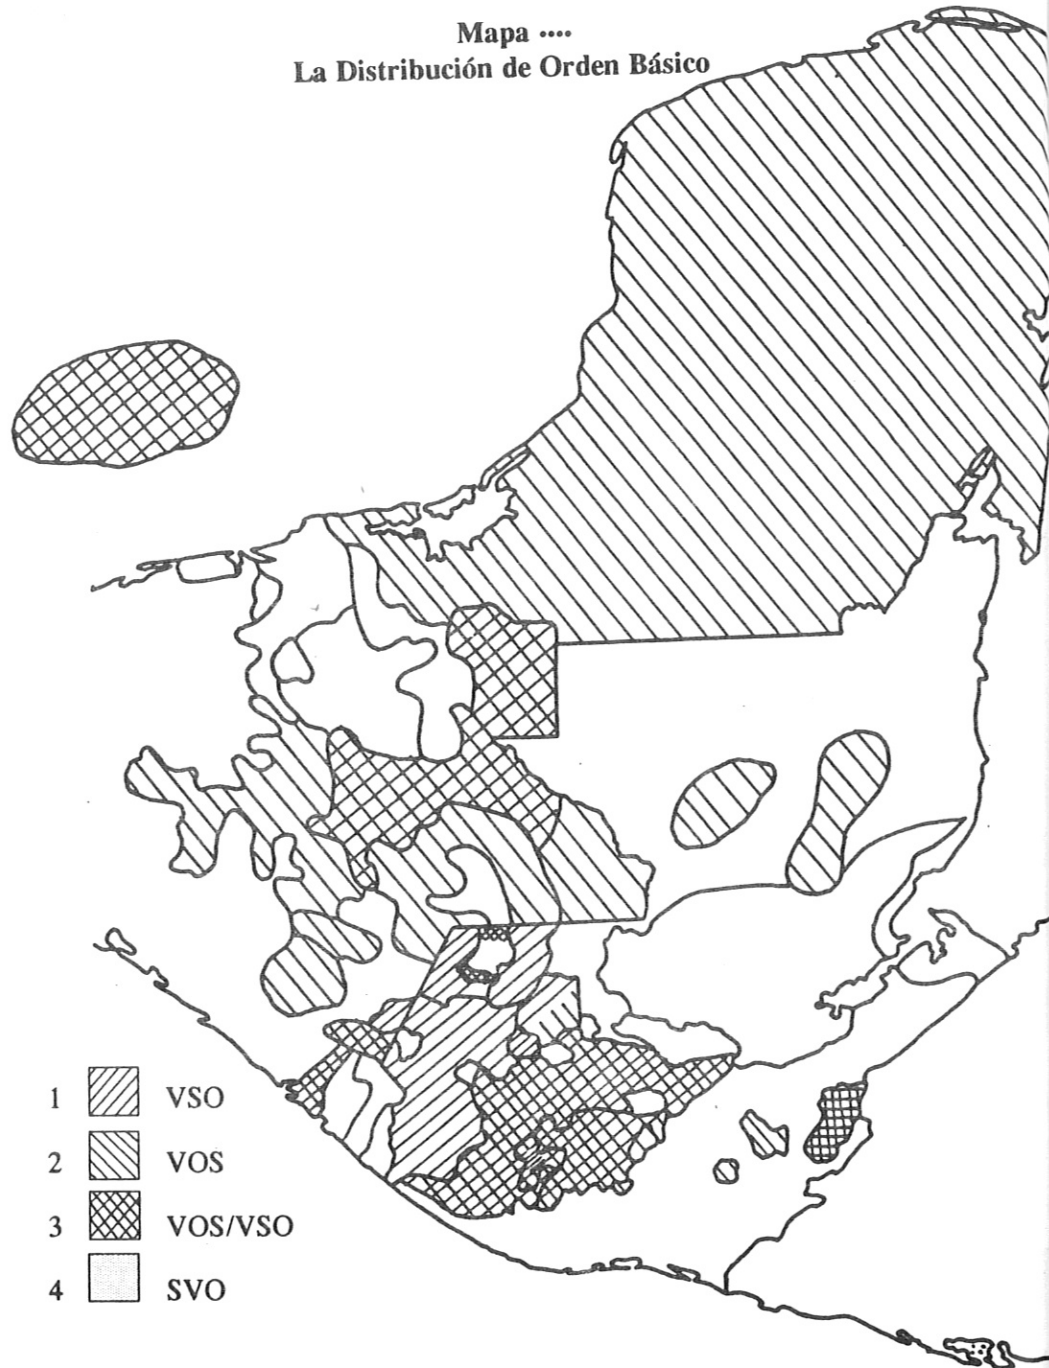 Mapa ····
La Distribución de Orden Básico
1 VSO
2 VOS
3 VOS/VSO
4 SVO